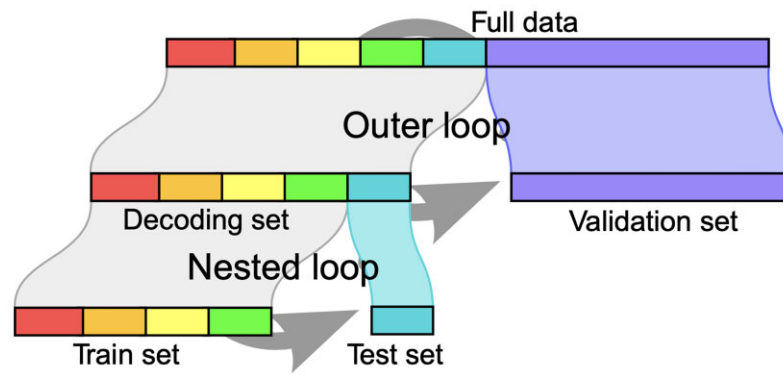 Full data
Outer loop
Decoding set
Validation set
Nested loop
Train set
Test set